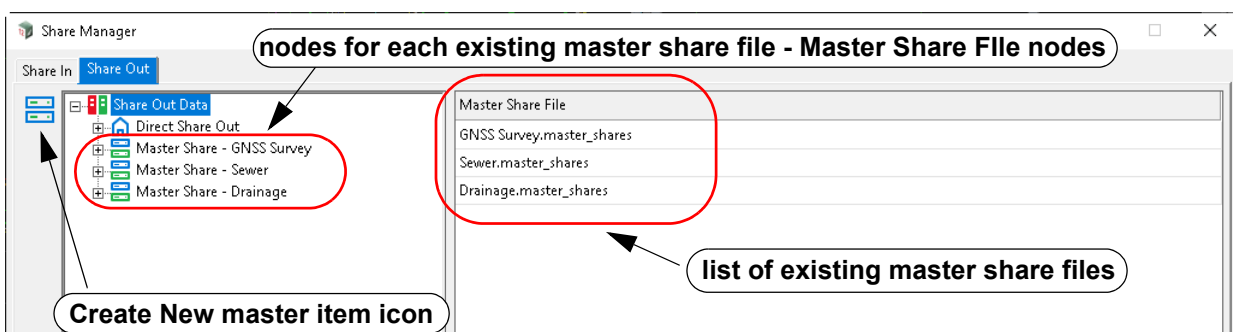 Share Manager
nodes for each existing master share file - Master Share FIle nodes
Share In Share Out
Share Out Data
Direct Share Out
Master Share - GNSS Survey
Master Share - Sewer
Master Share - Drainage
Master Share File
GNSS Survey.master_shares
Sewer.master_shares
Drainage.master_shares
list of existing master share files
Create New master item icon